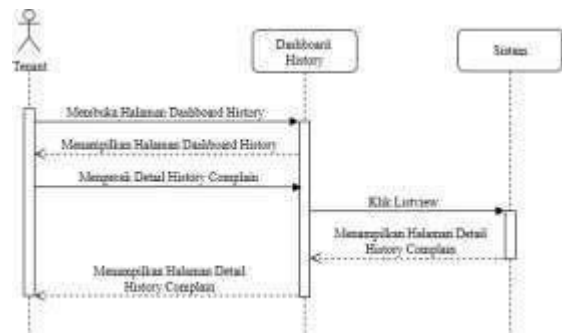 Tenant
Dashboard
History
Sistem
Membuka Halaman Dashboard History
Menampilkan Halaman Dashboard History
Mengecek Detail History Complain
Klik Listview
Menampilkan Halaman Detail
History Complain
Menampilkan Halaman Detail
History Complain